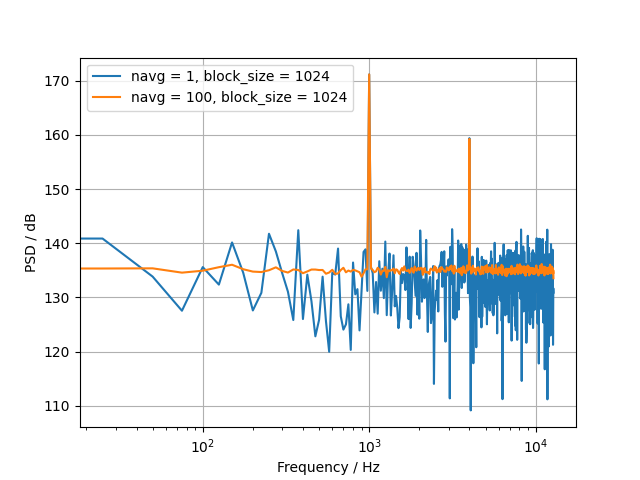 navg = 1, block_size = 1024
navg = 100, block_size = 1024
PSD / dB
170
160
150
140
130
120
110
10²
10³
10⁴
Frequency / Hz